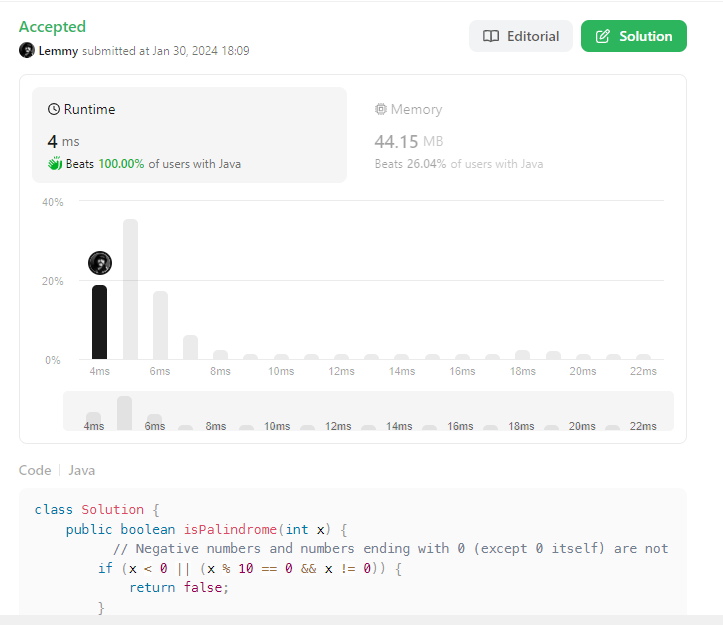 Accepted
Lemmy submitted at Jan 30, 2024 18:09
Editorial
Solution
Runtime
4 ms
Beats 100.00% of users with Java
Memory
44.15 MB
Beats 26.04% of users with Java
40%
20%
0%
4ms 6ms 8ms 10ms 12ms 14ms 16ms 18ms 20ms 22ms
4ms 6ms 8ms 10ms 12ms 14ms 16ms 18ms 20ms 22ms
Code Java
class Solution {
public boolean isPalindrome(int x) {
// Negative numbers and numbers ending with 0 (except 0 itself) are not
if (x < 0 || (x % 10 == 0 && x != 0)) {
return false;
}